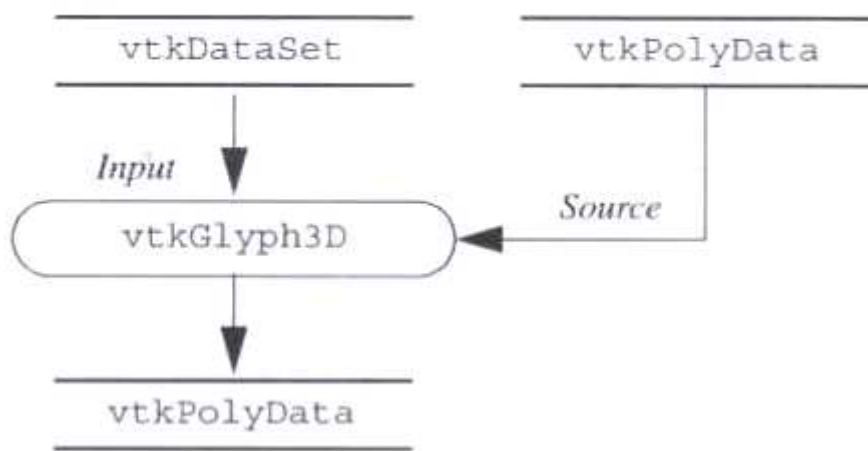 vtkDataSet
vtkPolyData
Input
Source
vtkGlyph3D
vtkPolyData